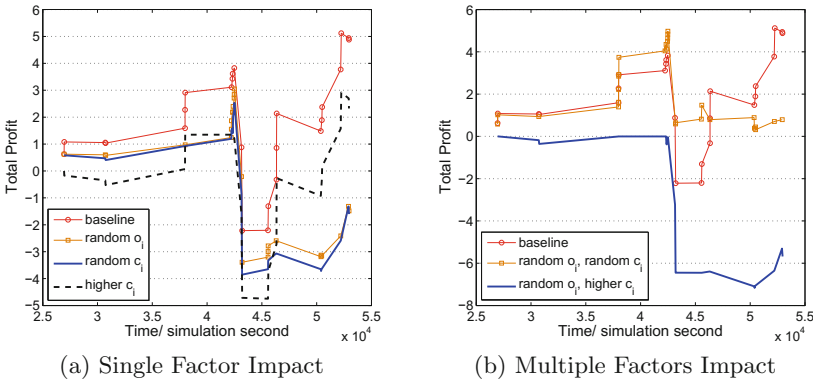 6
5
4
3
2
1
0
-1
-2
-3
-4
-5
Total Profit
baseline
random o_i
random c_i
higher c_i
2.5 3 3.5 4 4.5 5 5.5
Time/ simulation second
x 10^4
(a) Single Factor Impact
6
4
2
0
-2
-4
-6
-8
Total Profit
baseline
random o_i, random c_i
random o_i, higher c_i
2.5 3 3.5 4 4.5 5 5.5
Time/ simulation second
x 10^4
(b) Multiple Factors Impact